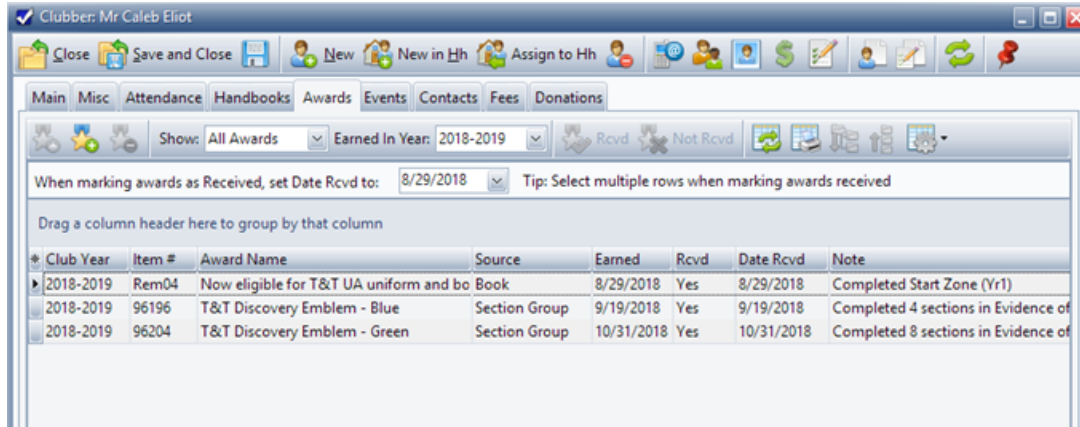 Clubber: Mr Caleb Eliot
Close Save and Close New New in Hh Assign to Hh
Main Misc Attendance Handbooks Awards Events Contacts Fees Donations
Show: All Awards Earned In Year: 2018-2019 Rcvd Not Rcvd
When marking awards as Received, set Date Rcvd to: 8/29/2018 Tip: Select multiple rows when marking awards received
Drag a column header here to group by that column
Club Year Item # Award Name Source Earned Rcvd Date Rcvd Note
2018-2019 Rem04 Now eligible for T&T UA uniform and bo Book 8/29/2018 Yes 8/29/2018 Completed Start Zone (Yr1)
2018-2019 96196 T&T Discovery Emblem - Blue Section Group 9/19/2018 Yes 9/19/2018 Completed 4 sections in Evidence of
2018-2019 96204 T&T Discovery Emblem - Green Section Group 10/31/2018 Yes 10/31/2018 Completed 8 sections in Evidence of